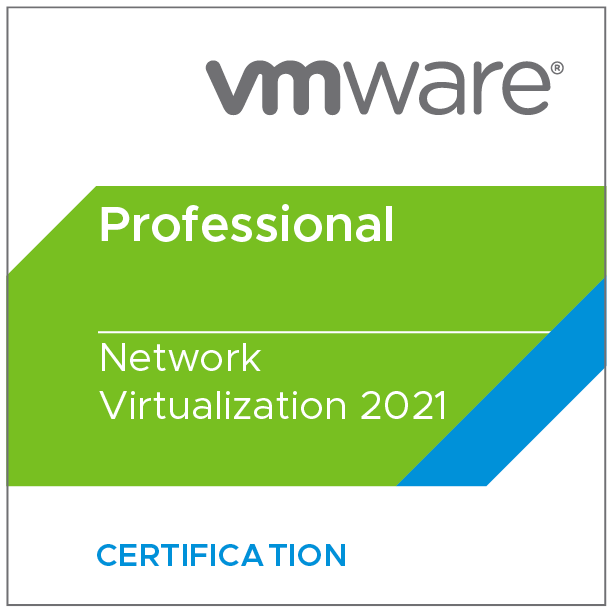 vmware®
Professional
Network
Virtualization 2021
CERTIFICATION